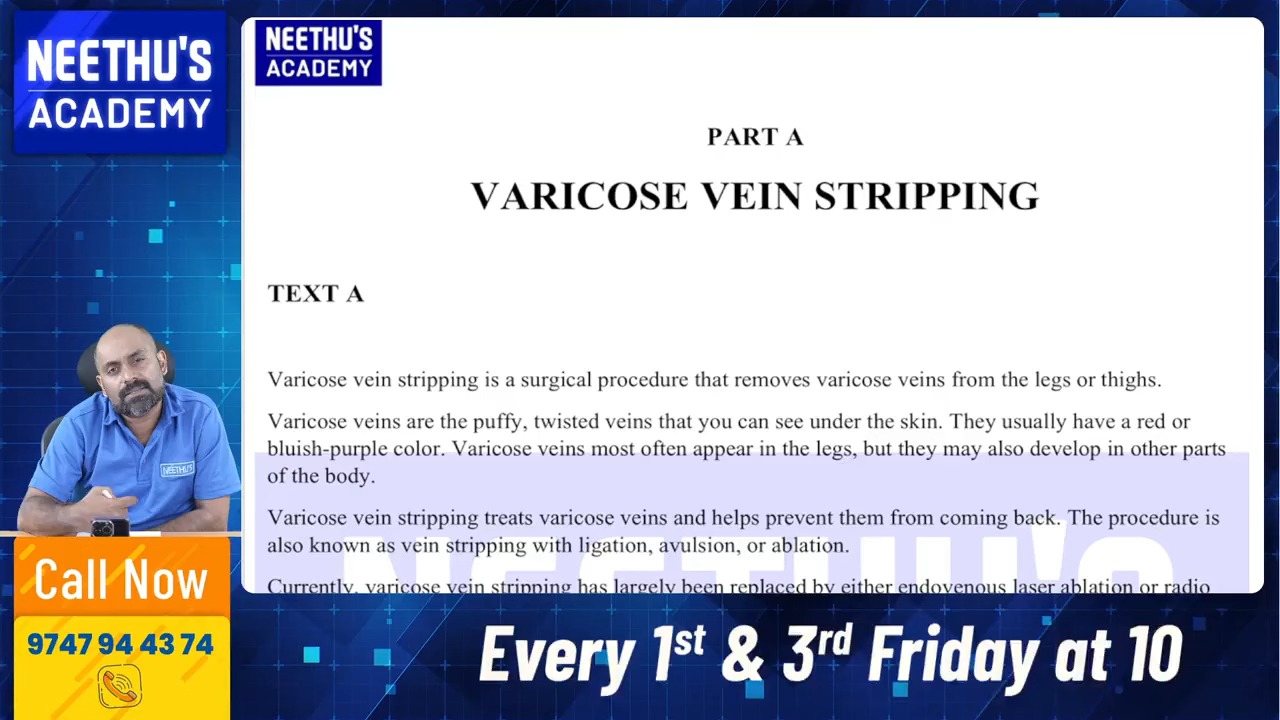 NEETHU'S
ACADEMY
NEETHU'S
ACADEMY
PART A
VARICOSE VEIN STRIPPING
TEXT A
Varicose vein stripping is a surgical procedure that removes varicose veins from the legs or thighs.
Varicose veins are the puffy, twisted veins that you can see under the skin. They usually have a red or
bluish-purple color. Varicose veins most often appear in the legs, but they may also develop in other parts
of the body.
Varicose vein stripping treats varicose veins and helps prevent them from coming back. The procedure is
also known as vein stripping with ligation, avulsion, or ablation.
Currently, varicose vein stripping has largely been replaced by either endovenous laser ablation or radio
NEETHU'S
NEETHU'S
Call Now
9747 94 43 74
Every 1st & 3rd Friday at 10